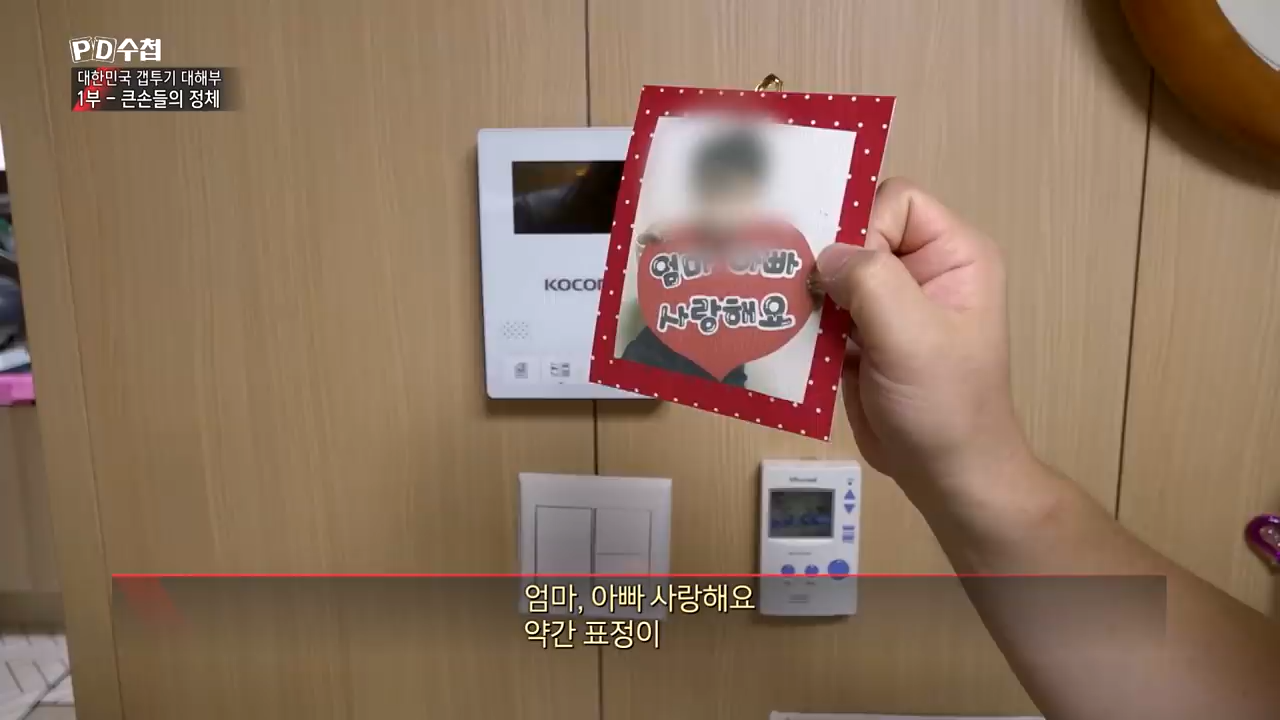 PD수첩
대한민국 갭투기 대해부
1부 - 큰손들의 정체
KOCO
엄마 아빠
사랑해요
엄마, 아빠 사랑해요
약간 표정이